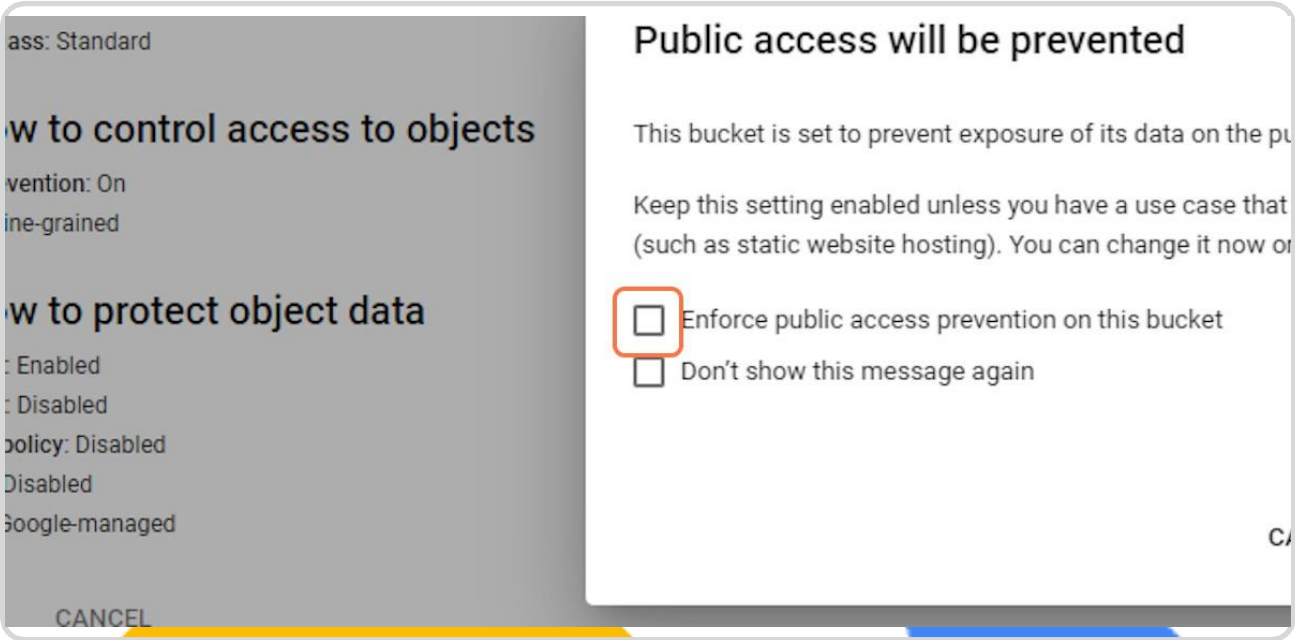 ass: Standard
w to control access to objects
vention: On
ine-grained
w to protect object data
: Enabled
: Disabled
policy: Disabled
Disabled
Google-managed
CANCEL
Public access will be prevented
This bucket is set to prevent exposure of its data on the pu
Keep this setting enabled unless you have a use case that
(such as static website hosting). You can change it now or
Enforce public access prevention on this bucket
Don't show this message again
CA